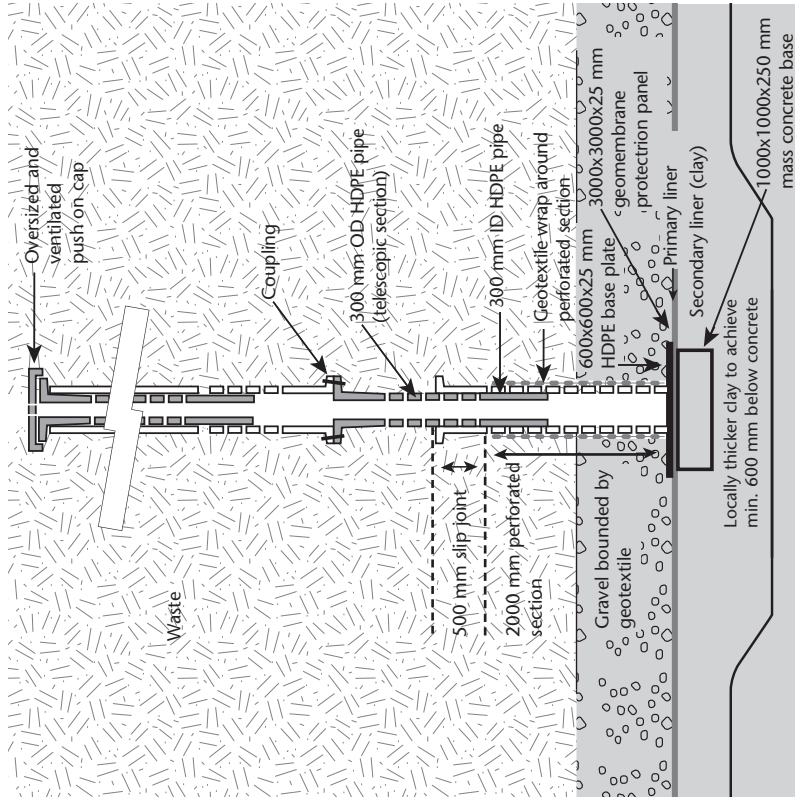 Oversized and
ventilated
push on cap
Coupling
300 mm OD HDPE pipe
(telescopic section)
300 mm ID HDPE pipe
Geotextile wrap around
perforated section
600x600x25 mm
HDPE base plate
3000x3000x25 mm
geomembrane
protectrion panel
Primary liner
Secondary liner (clay)
1000x1000x250 mm
mass concrete base
Locally thicker clay to achieve
min. 600 mm below concrete
Waste
500 mm slip joint
2000 mm perforated
section
Gravel bounded by
geotextile